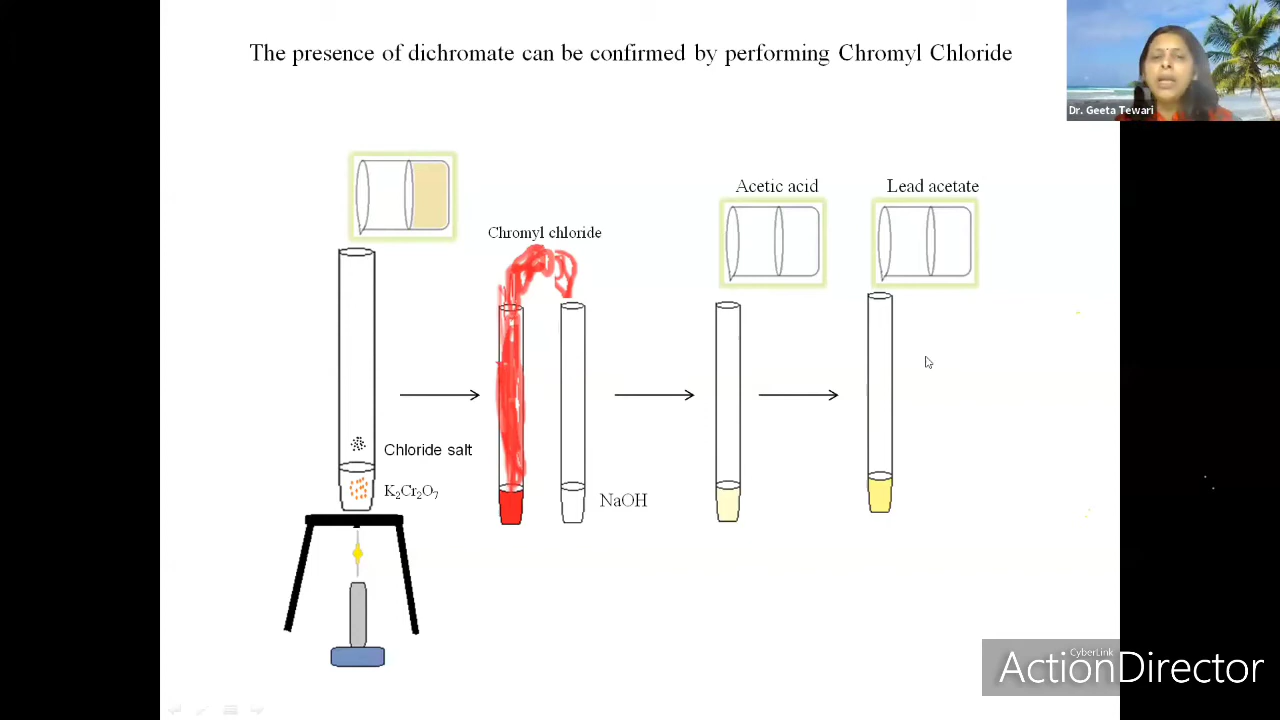 The presence of dichromate can be confirmed by performing Chromyl Chloride
Dr. Geeta Tewari
Acetic acid
Lead acetate
Chromyl chloride
Chloride salt
K₂Cr₂O₇
NaOH
CyberLink
ActionDirector